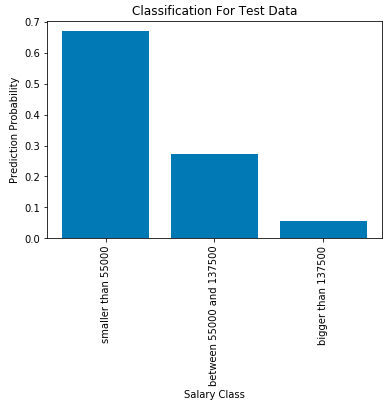 Classification For Test Data
Prediction Probability
0.7
0.6
0.5
0.4
0.3
0.2
0.1
0.0
smaller than 55000
between 55000 and 137500
bigger than 137500
Salary Class